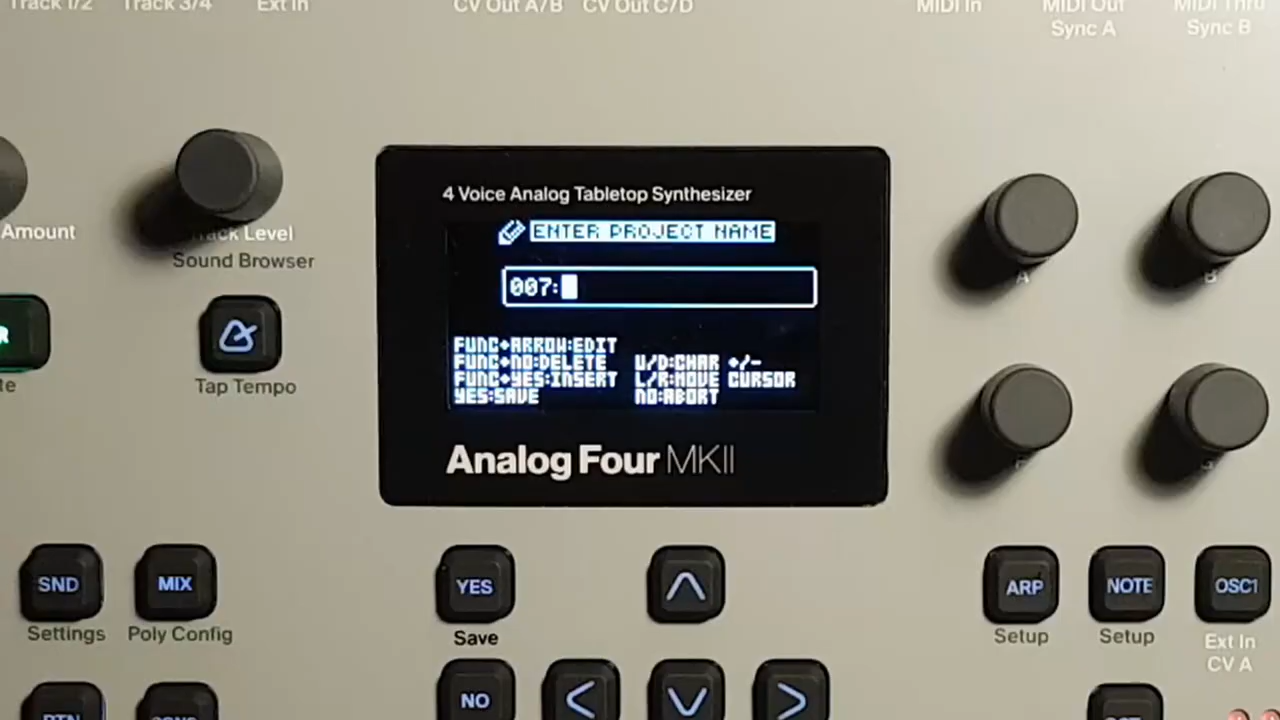 Track 1/2 Track 3/4 Ext In CV Out A/B CV Out C/D MIDI In MIDI Out MIDI Thru
Sync A Sync B
4 Voice Analog Tabletop Synthesizer
ENTER PROJECT NAME
007:
FUNC+ARROW:EDIT
FUNC+NO:DELETE U/D:CHAR +/-
FUNC+YES:INSERT L/R:MOVE CURSOR
YES:SAVE NO:ABORT
Analog Four MKII
Amount
Track Level
Sound Browser
Tap Tempo
A B
SND MIX YES ARP NOTE OSC1
Settings Poly Config Save Setup Setup Ext In
CV A
NO